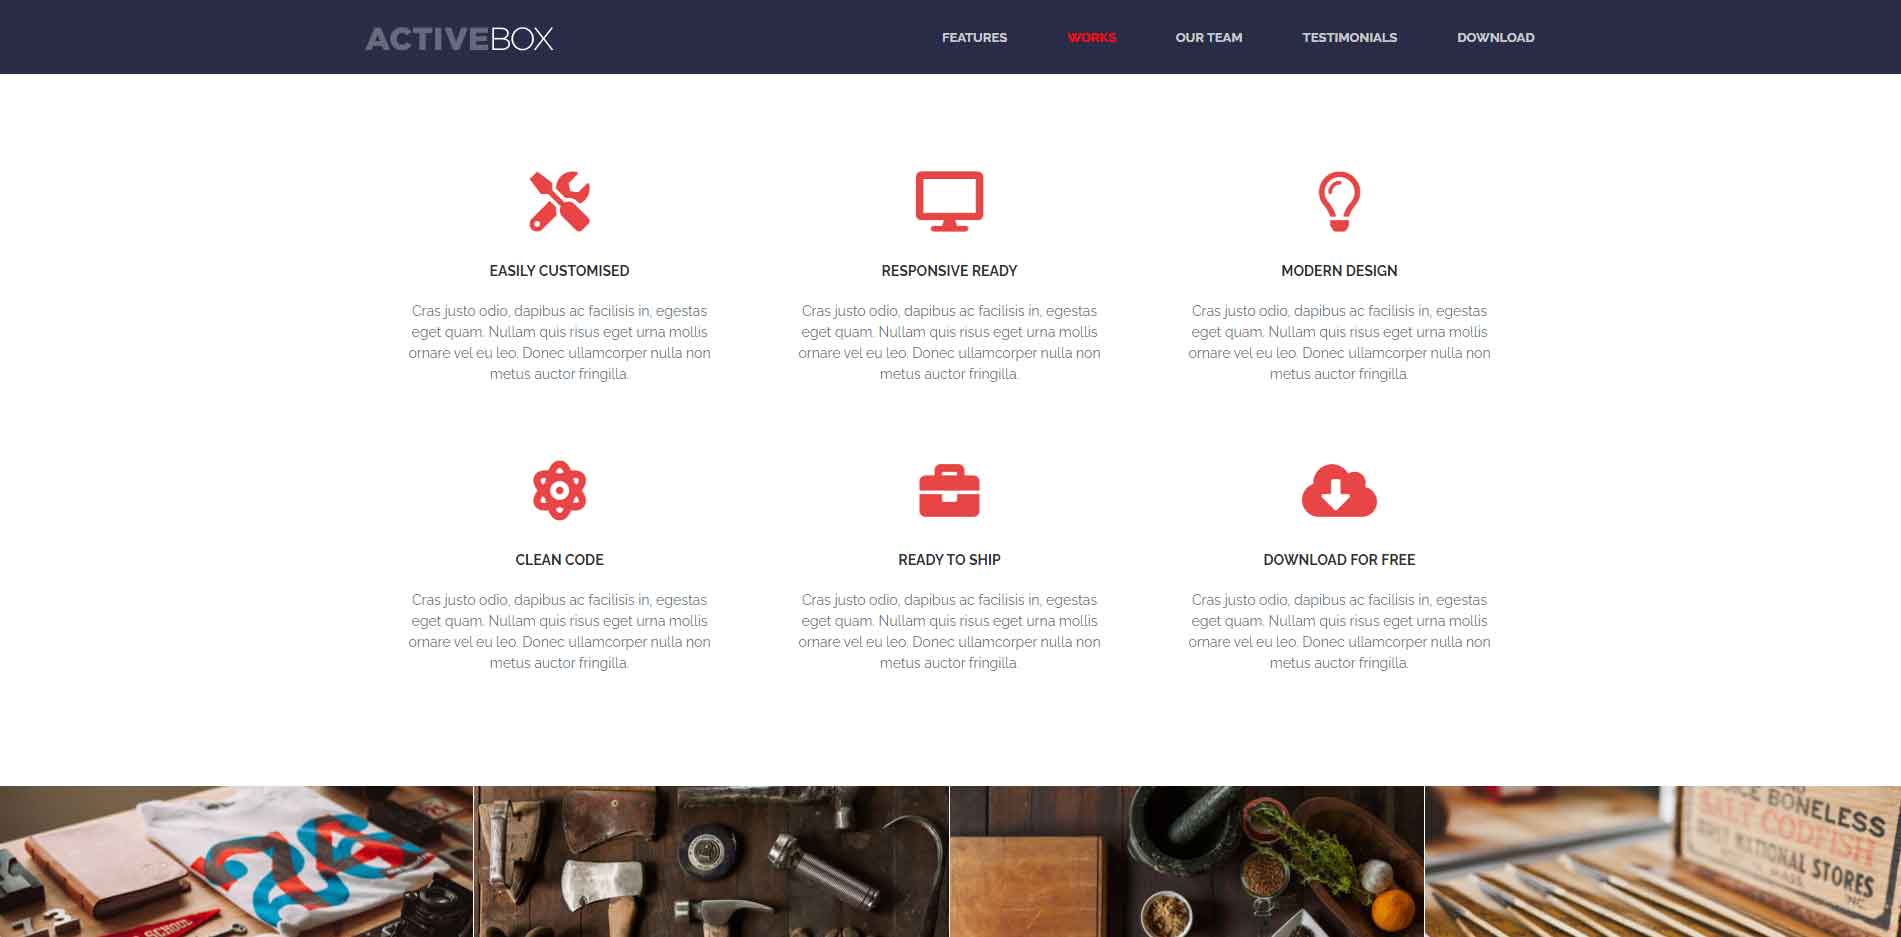 ACTIVEBOX
FEATURES WORKS OUR TEAM TESTIMONIALS DOWNLOAD
EASILY CUSTOMISED
Cras justo odio, dapibus ac facilisis in, egestas
eget quam. Nullam quis risus eget urna mollis
ornare vel eu leo. Donec ullamcorper nulla non
metus auctor fringilla.
RESPONSIVE READY
Cras justo odio, dapibus ac facilisis in, egestas
eget quam. Nullam quis risus eget urna mollis
ornare vel eu leo. Donec ullamcorper nulla non
metus auctor fringilla.
MODERN DESIGN
Cras justo odio, dapibus ac facilisis in, egestas
eget quam. Nullam quis risus eget urna mollis
ornare vel eu leo. Donec ullamcorper nulla non
metus auctor fringilla.
CLEAN CODE
Cras justo odio, dapibus ac facilisis in, egestas
eget quam. Nullam quis risus eget urna mollis
ornare vel eu leo. Donec ullamcorper nulla non
metus auctor fringilla.
READY TO SHIP
Cras justo odio, dapibus ac facilisis in, egestas
eget quam. Nullam quis risus eget urna mollis
ornare vel eu leo. Donec ullamcorper nulla non
metus auctor fringilla.
DOWNLOAD FOR FREE
Cras justo odio, dapibus ac facilisis in, egestas
eget quam. Nullam quis risus eget urna mollis
ornare vel eu leo. Donec ullamcorper nulla non
metus auctor fringilla.
73
SCHOOL
BONELESS
SALT CODFISH
NATIONAL STORES
MASS